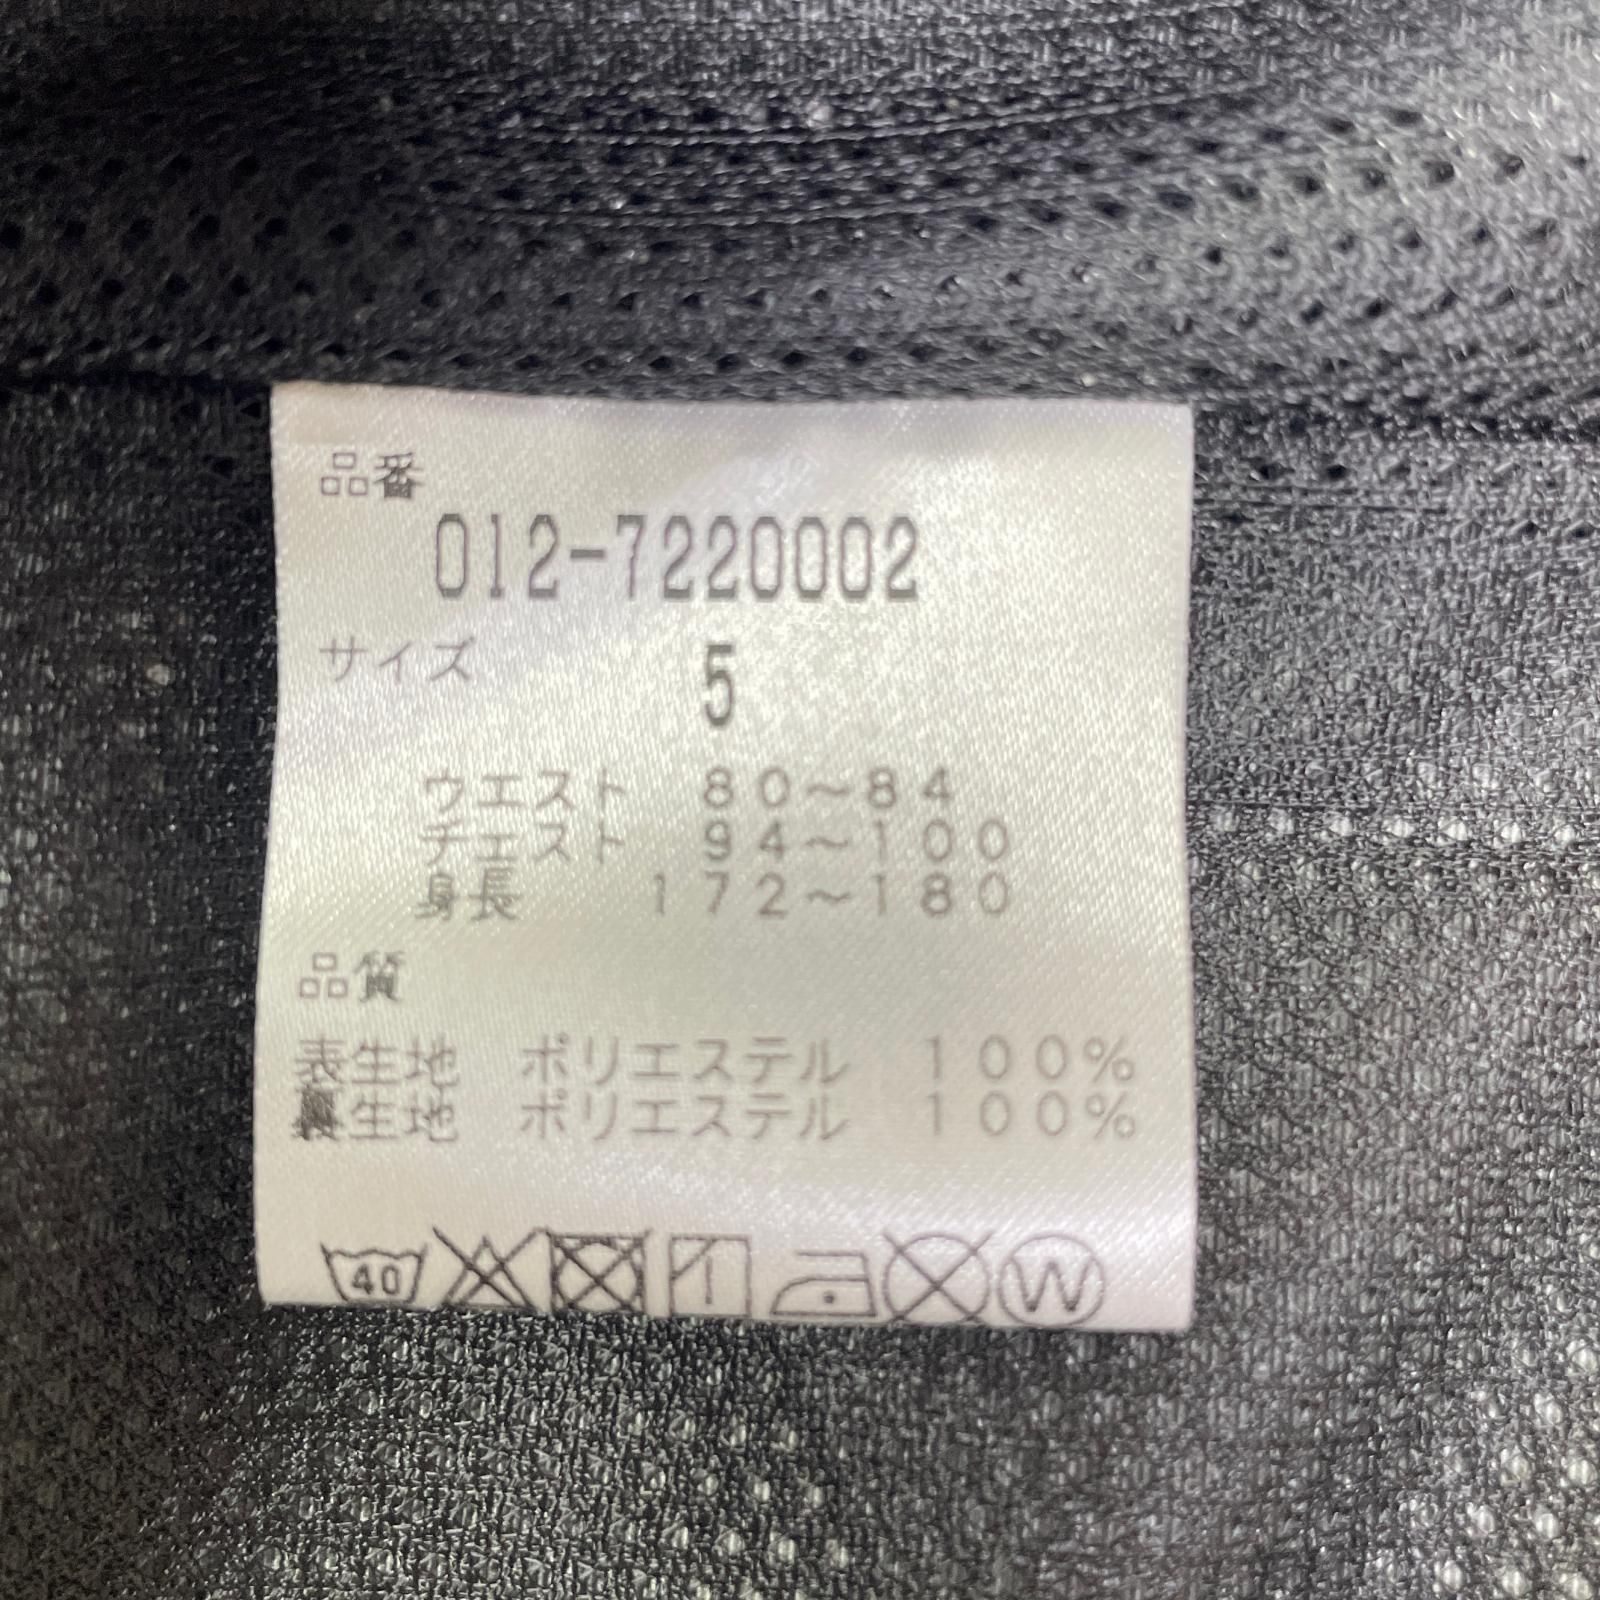 品番
012-7220002
サイズ 5
ウエスト 80～84
チェスト 94～100
身長 172～180
品質
表生地 ポリエステル 100%
裏生地 ポリエステル 100%
40 W